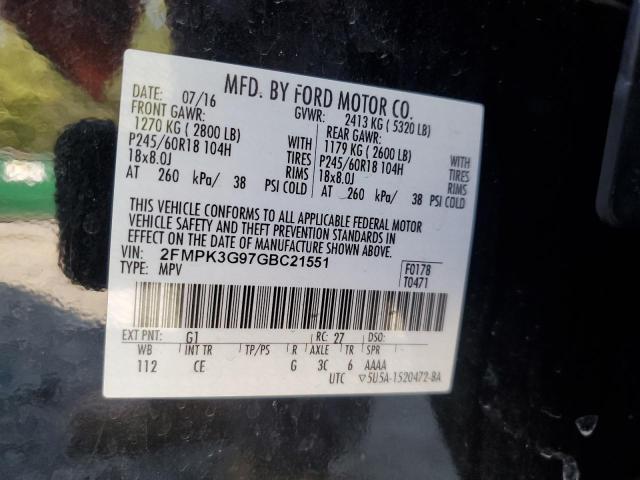 MFD. BY FORD MOTOR CO.
DATE: 07/16 GVWR: 2413 KG ( 5320 LB)
FRONT GAWR: REAR GAWR:
1270 KG ( 2800 LB) WITH 1179 KG ( 2600 LB) WITH
P245/60R18 104H TIRES P245/60R18 104H TIRES
18x8.0J RIMS 18x8.0J RIMS
AT 260 kPa/ 38 PSI COLD AT 260 kPa/ 38 PSI COLD
THIS VEHICLE CONFORMS TO ALL APPLICABLE FEDERAL MOTOR
VEHICLE SAFETY AND THEFT PREVENTION STANDARDS IN
EFFECT ON THE DATE OF MANUFACTURE SHOWN ABOVE.
VIN: 2FMPK3G97GBC21551 F0178
TYPE: MPV T0471
EXT PNT: G1 RC: 27 DSO:
WB INT TR TP/PS R AXLE TR SPR
112 CE G 3C 6 AAAA
UTC ▽5U5A-1520472-BA